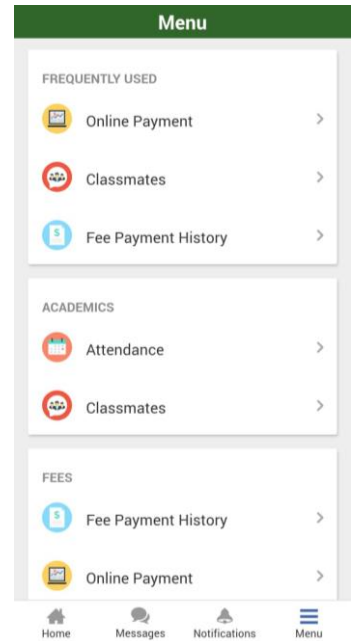 Menu
FREQUENTLY USED
Online Payment
Classmates
Fee Payment History
ACADEMICS
Attendance
Classmates
FEES
Fee Payment History
Online Payment
Home Messages Notifications Menu